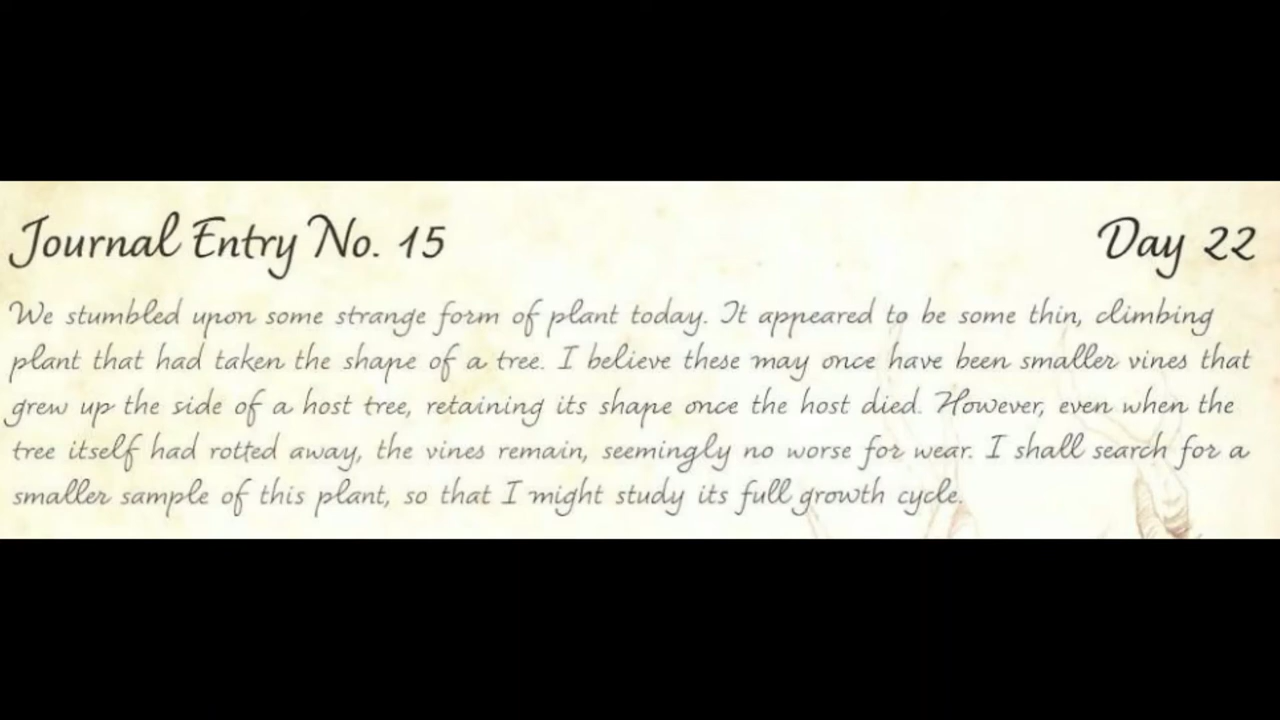 Journal Entry No. 15 Day 22
We stumbled upon some strange form of plant today. It appeared to be some thin, climbing
plant that had taken the shape of a tree. I believe these may once have been smaller vines that
grew up the side of a host tree, retaining its shape once the host died. However, even when the
tree itself had rotted away, the vines remain, seemingly no worse for wear. I shall search for a
smaller sample of this plant, so that I might study its full growth cycle.